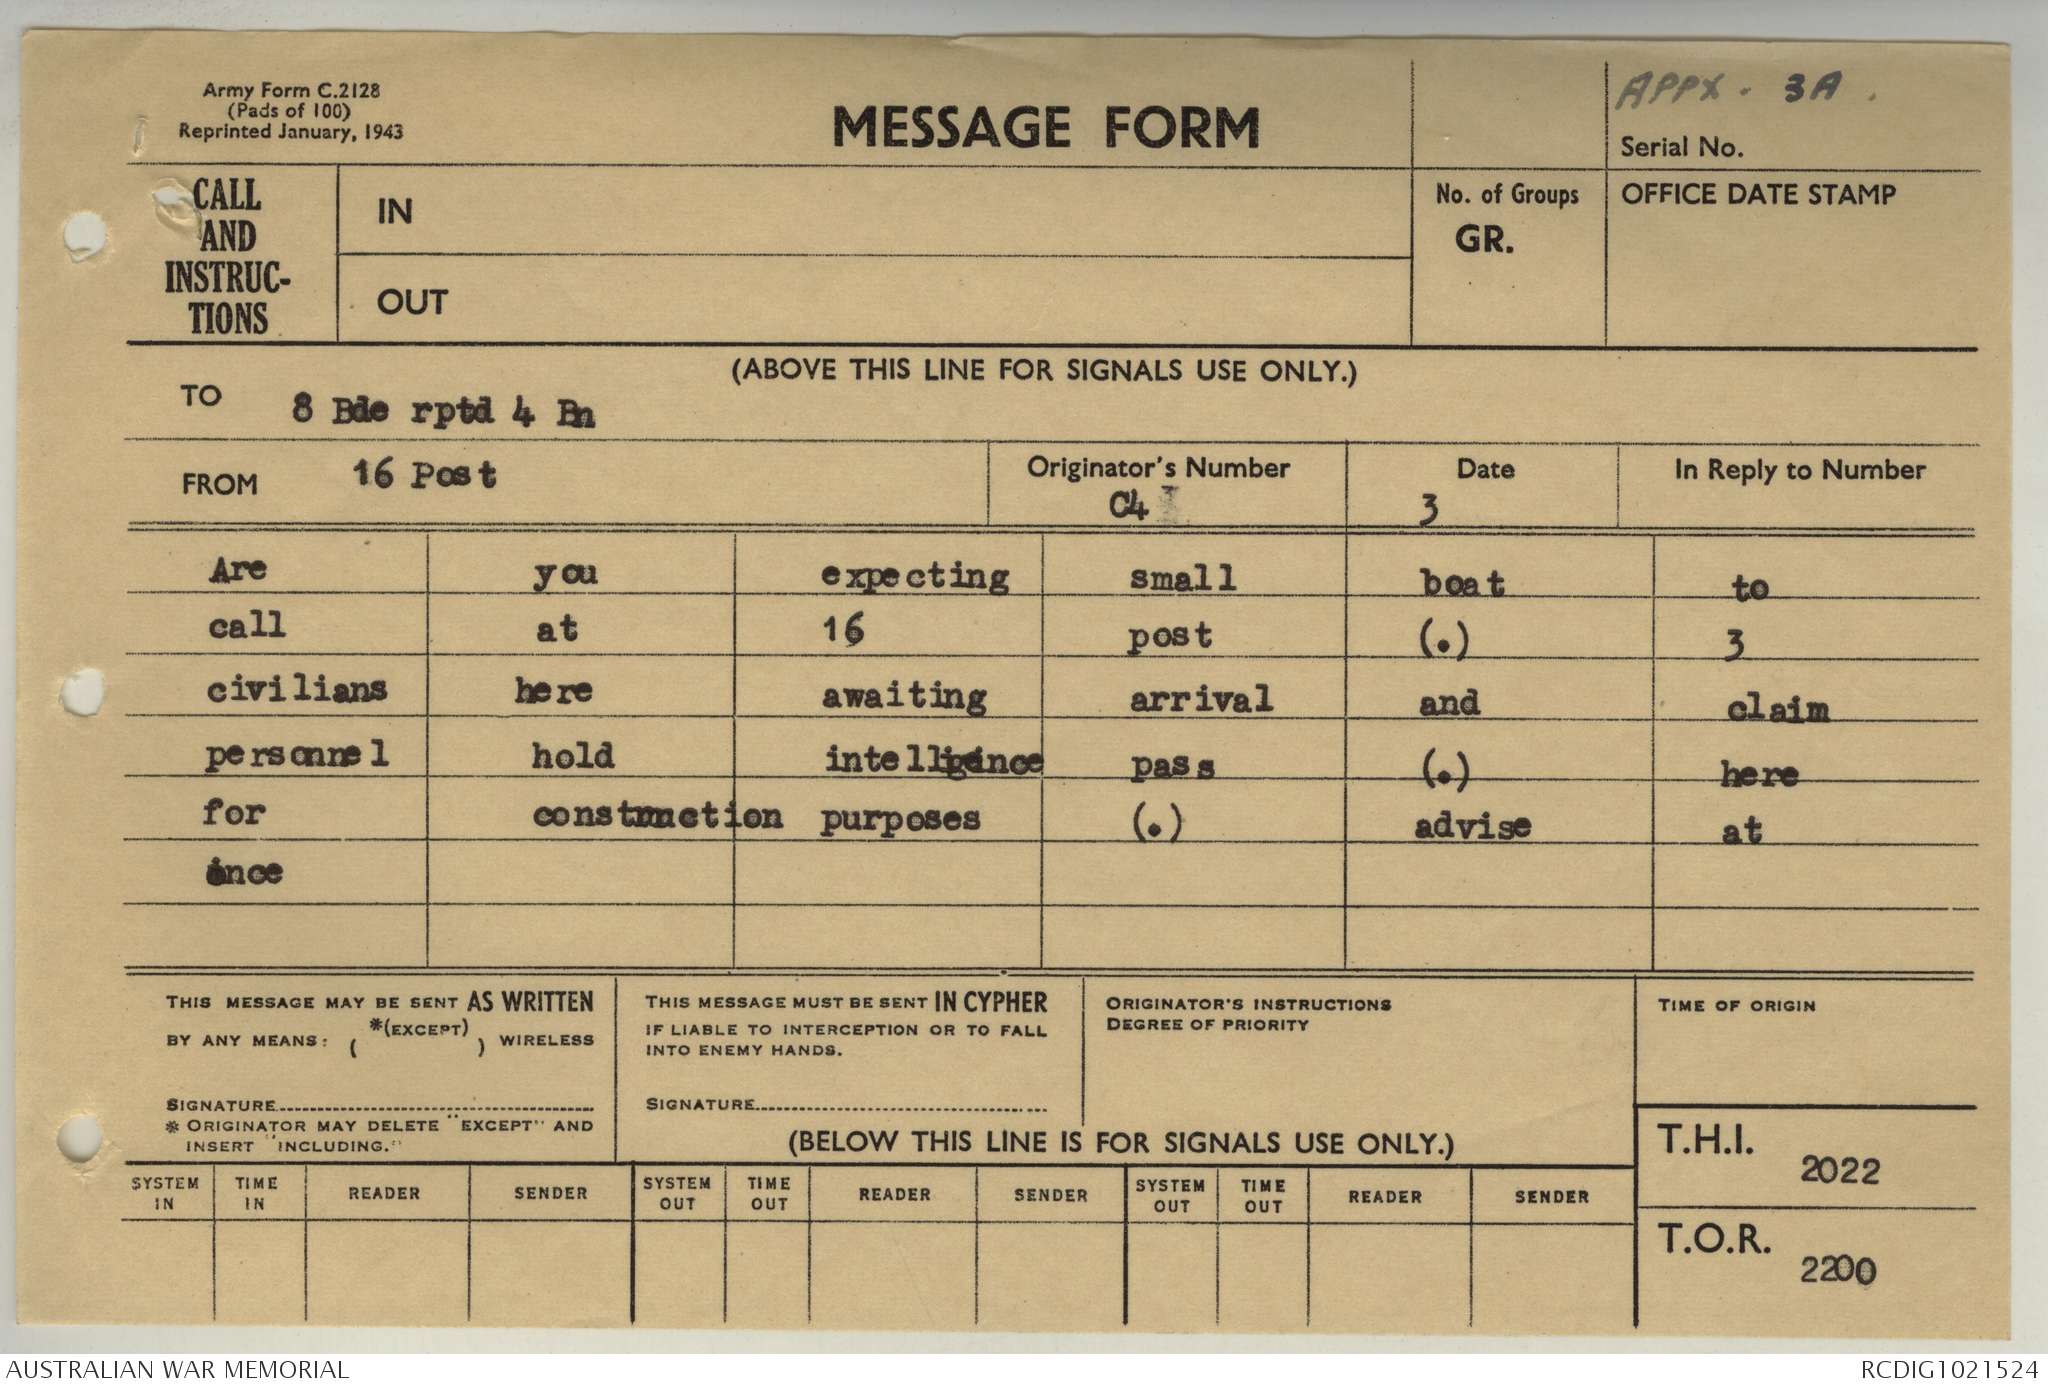 Army Form C.2128
(Pads of 100)
Reprinted January, 1943
MESSAGE FORM
APPX. 3A.
Serial No.
CALL AND INSTRUC-TIONS
IN
OUT
No. of Groups
GR.
OFFICE DATE STAMP
(ABOVE THIS LINE FOR SIGNALS USE ONLY.)
TO 8 Bde rptd 4 Bn
FROM 16 Post
Originator's Number C4
Date 3
In Reply to Number
Are you expecting small boat to
call at 16 post (.) 3
civilians here awaiting arrival and claim
personnel hold intelligence pass (.) here
for construction purposes (.) advise at
once
THIS MESSAGE MAY BE SENT AS WRITTEN
BY ANY MEANS: ( *(EXCEPT) ) WIRELESS
SIGNATURE
* ORIGINATOR MAY DELETE "EXCEPT" AND
INSERT "INCLUDING."
THIS MESSAGE MUST BE SENT IN CYPHER
IF LIABLE TO INTERCEPTION OR TO FALL
INTO ENEMY HANDS.
SIGNATURE
ORIGINATOR'S INSTRUCTIONS
DEGREE OF PRIORITY
TIME OF ORIGIN
(BELOW THIS LINE IS FOR SIGNALS USE ONLY.)
T.H.I. 2022
T.O.R. 2200
SYSTEM IN TIME IN READER SENDER SYSTEM OUT TIME OUT READER SENDER SYSTEM OUT TIME OUT READER SENDER
AUSTRALIAN WAR MEMORIAL
RCDIG1021524